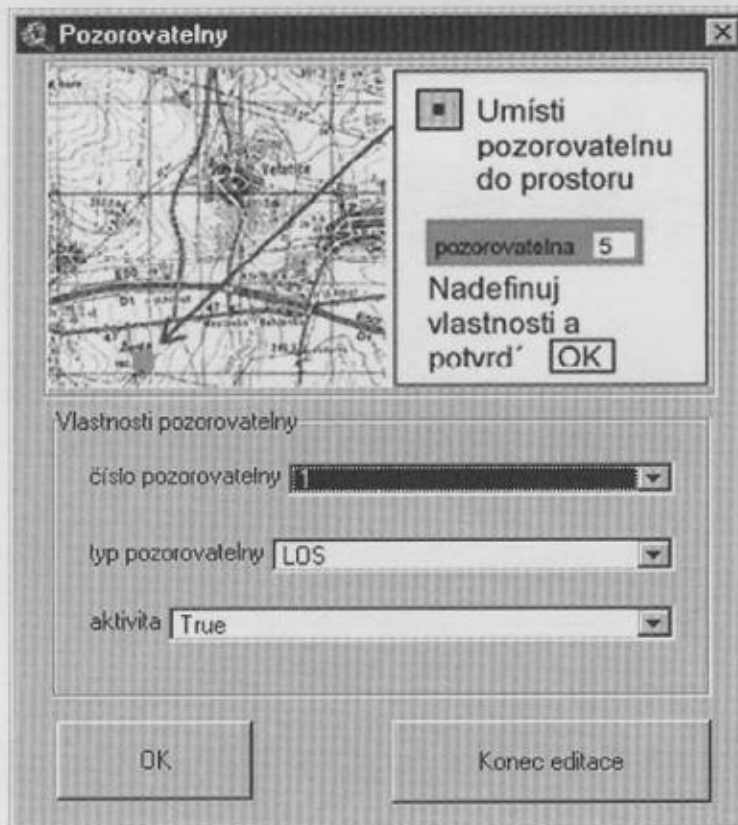 Pozorovatelny
Umísti
pozorovatelnu
do prostoru
pozorovatelna 5
Nadefinuj
vlastnosti a
potvrd´ OK
Vlastnosti pozorovatelny
číslo pozorovatelny 1
typ pozorovatelny LOS
aktivita True
OK
Konec editace